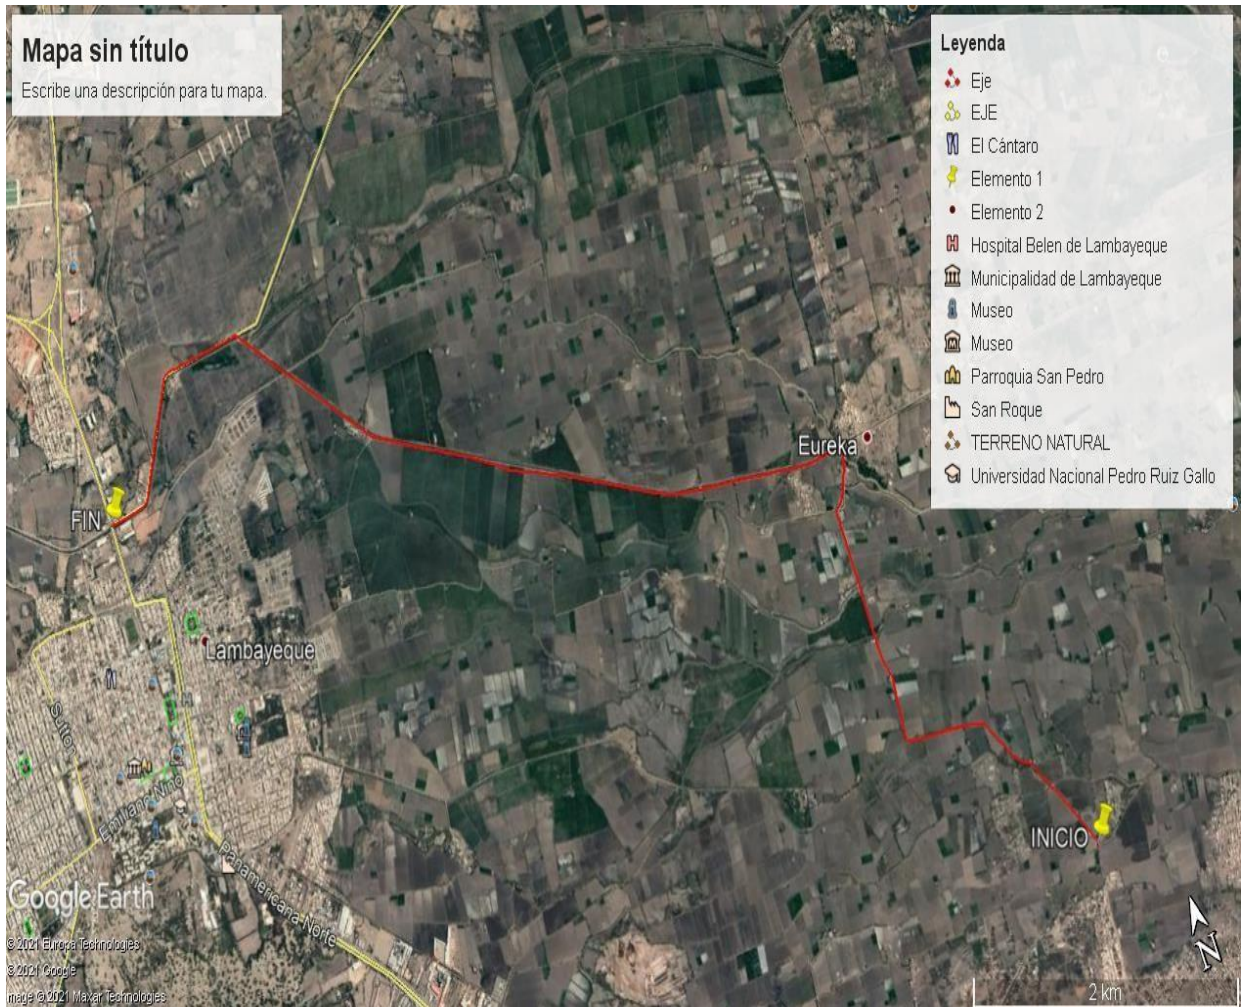 Mapa sin título
Escribe una descripción para tu mapa.
Leyenda
Eje
EJE
El Cántaro
Elemento 1
Elemento 2
Hospital Belen de Lambayeque
Municipalidad de Lambayeque
Museo
Museo
Parroquia San Pedro
San Roque
TERRENO NATURAL
Universidad Nacional Pedro Ruiz Gallo
Eureka
FIN
Lambayeque
Sutton
Emiliano Niño
Panamericana Norte
INICIO
Google Earth
© 2021 Europa Technologies
© 2021 Google
Image © 2021 Maxar Technologies
N
2 km